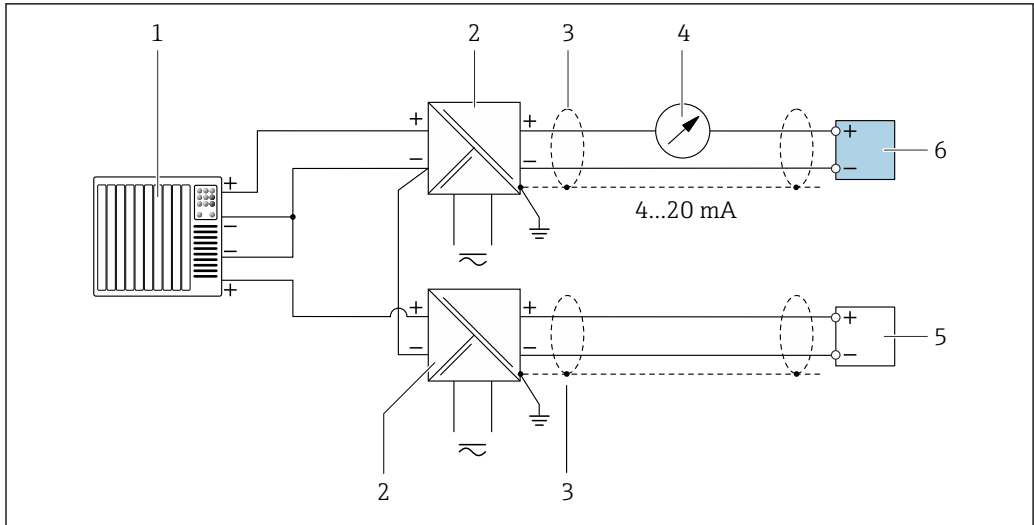 1 2 3 4
+ +
+ 6
− − −
4...20 mA
+
−
−
+
+ + +
5
− − −
2 3